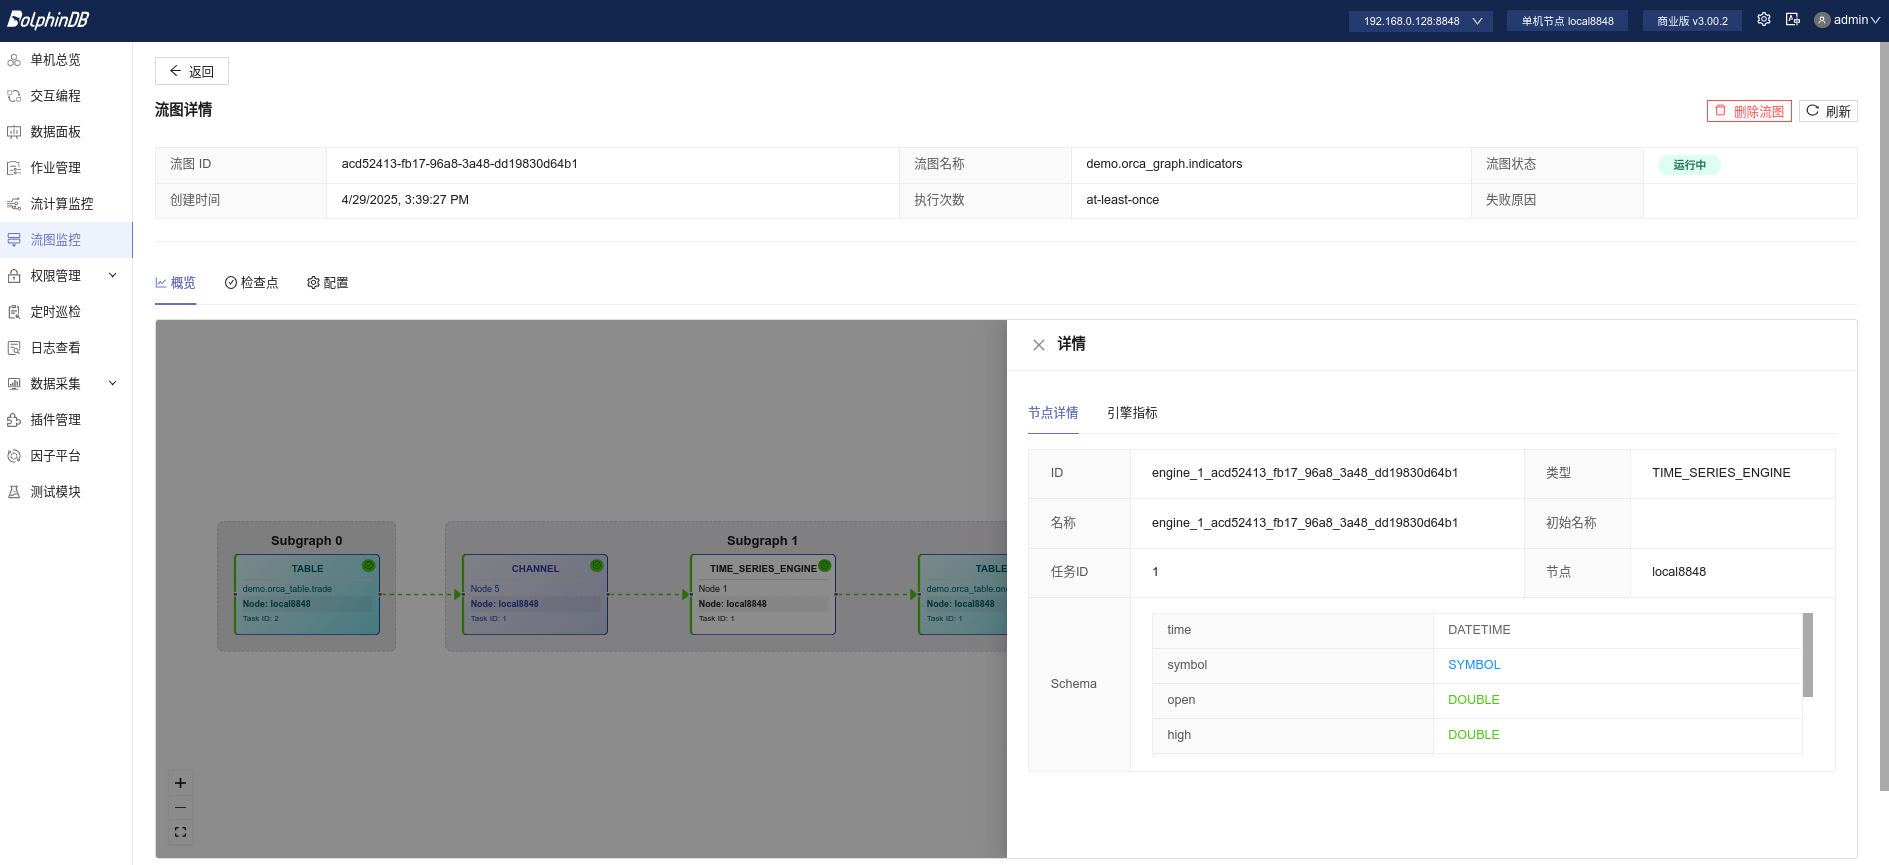 DolphinDB
192.168.0.128:8848
单机节点 local8848
商业版 v3.00.2
admin
单机总览
交互编程
数据面板
作业管理
流计算监控
流图监控
权限管理
定时巡检
日志查看
数据采集
插件管理
因子平台
测试模块
返回
流图详情
删除流图
刷新
流图 ID
acd52413-fb17-96a8-3a48-dd19830d64b1
流图名称
demo.orca_graph.indicators
流图状态
运行中
创建时间
4/29/2025, 3:39:27 PM
执行次数
at-least-once
失败原因
概览
检查点
配置
Subgraph 0
TABLE
demo.orca_table.trade
Node: local8848
Task ID: 2
Subgraph 1
CHANNEL
Node 5
Node: local8848
Task ID: 1
TIME_SERIES_ENGINE
Node 1
Node: local8848
Task ID: 1
TABLE
Node: local8848
Task ID: 1
详情
节点详情
引擎指标
ID
engine_1_acd52413_fb17_96a8_3a48_dd19830d64b1
类型
TIME_SERIES_ENGINE
名称
engine_1_acd52413_fb17_96a8_3a48_dd19830d64b1
初始名称
任务ID
1
节点
local8848
Schema
time
DATETIME
symbol
SYMBOL
open
DOUBLE
high
DOUBLE